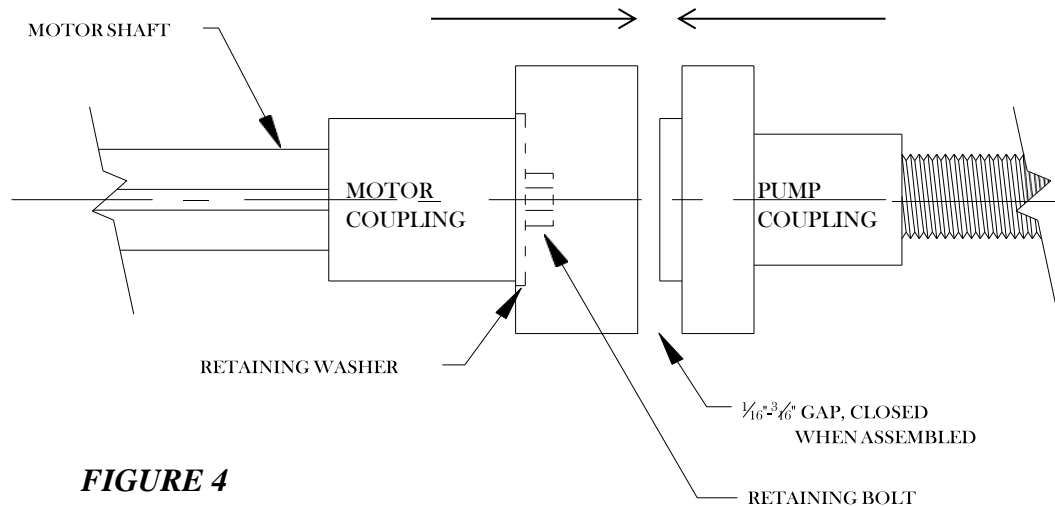 MOTOR SHAFT
MOTOR
COUPLING
PUMP
COUPLING
RETAINING WASHER
1/16"-3/16" GAP, CLOSED
WHEN ASSEMBLED
FIGURE 4
RETAINING BOLT